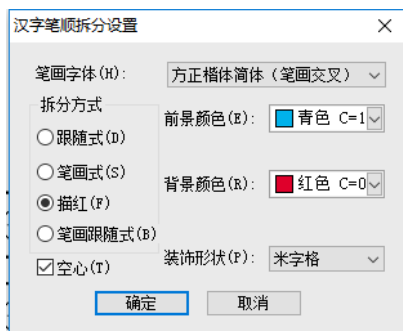 汉字笔顺拆分设置
笔画字体(H): 方正楷体简体（笔画交叉）
拆分方式
跟随式(D)
笔画式(S)
描红(F)
笔画跟随式(B)
空心(T)
前景颜色(E): 青色 C=1
背景颜色(R): 红色 C=0
装饰形状(P): 米字格
确定 取消